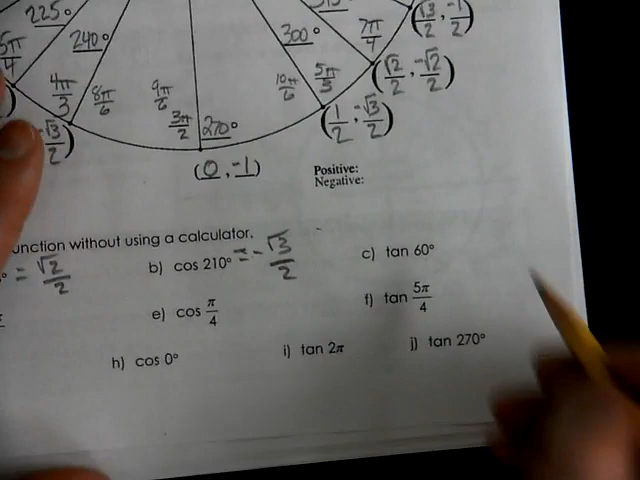 225°
240°
300°
7π/4
(√3/2, -1/2)
5π/4
4π/3
8π/6
9π/6
10π/6
5π/3
(√2/2, -√2/2)
3π/2
270°
(1/2, -√3/2)
-√3/2)
(0, -1)
Positive:
Negative:
unction without using a calculator.
° = √2/2
b) cos 210° = -√3/2
c) tan 60°
e) cos π/4
f) tan 5π/4
h) cos 0°
i) tan 2π
j) tan 270°